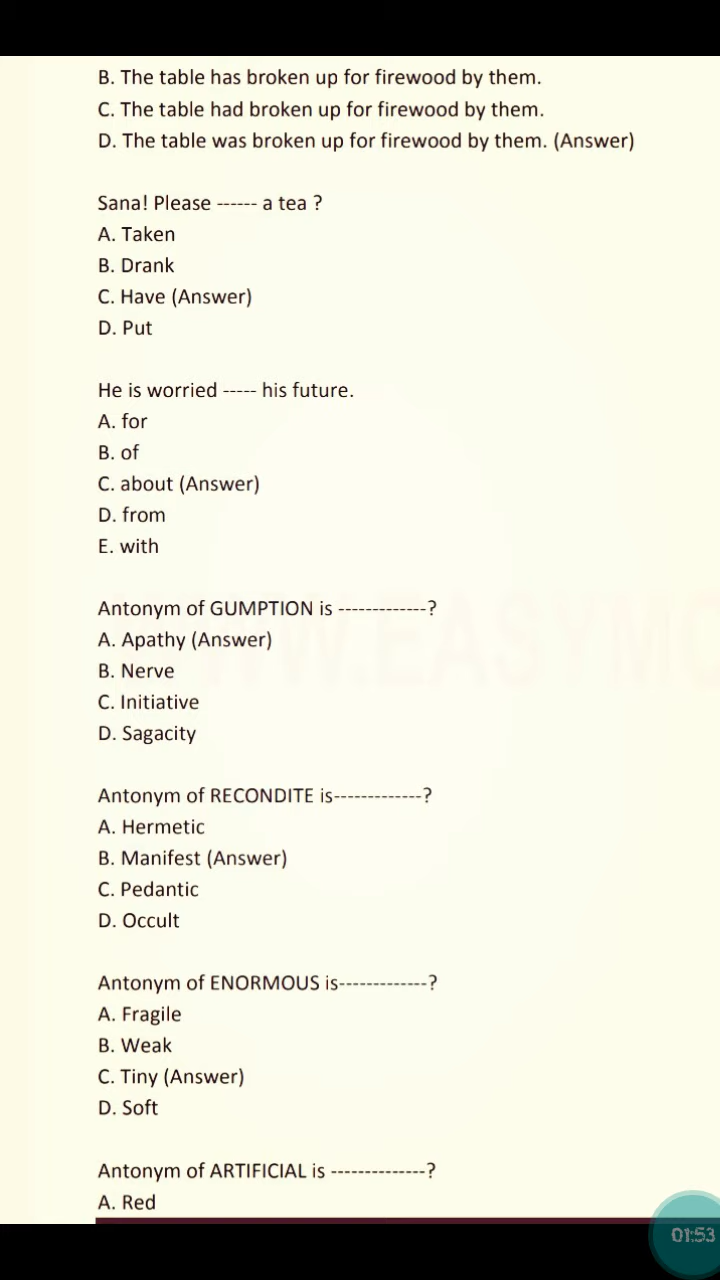 B. The table has broken up for firewood by them.
C. The table had broken up for firewood by them.
D. The table was broken up for firewood by them. (Answer)
Sana! Please ------ a tea ?
A. Taken
B. Drank
C. Have (Answer)
D. Put
He is worried ----- his future.
A. for
B. of
C. about (Answer)
D. from
E. with
Antonym of GUMPTION is -------------?
A. Apathy (Answer)
B. Nerve
C. Initiative
D. Sagacity
Antonym of RECONDITE is-------------?
A. Hermetic
B. Manifest (Answer)
C. Pedantic
D. Occult
Antonym of ENORMOUS is-------------?
A. Fragile
B. Weak
C. Tiny (Answer)
D. Soft
Antonym of ARTIFICIAL is --------------?
A. Red
01:53